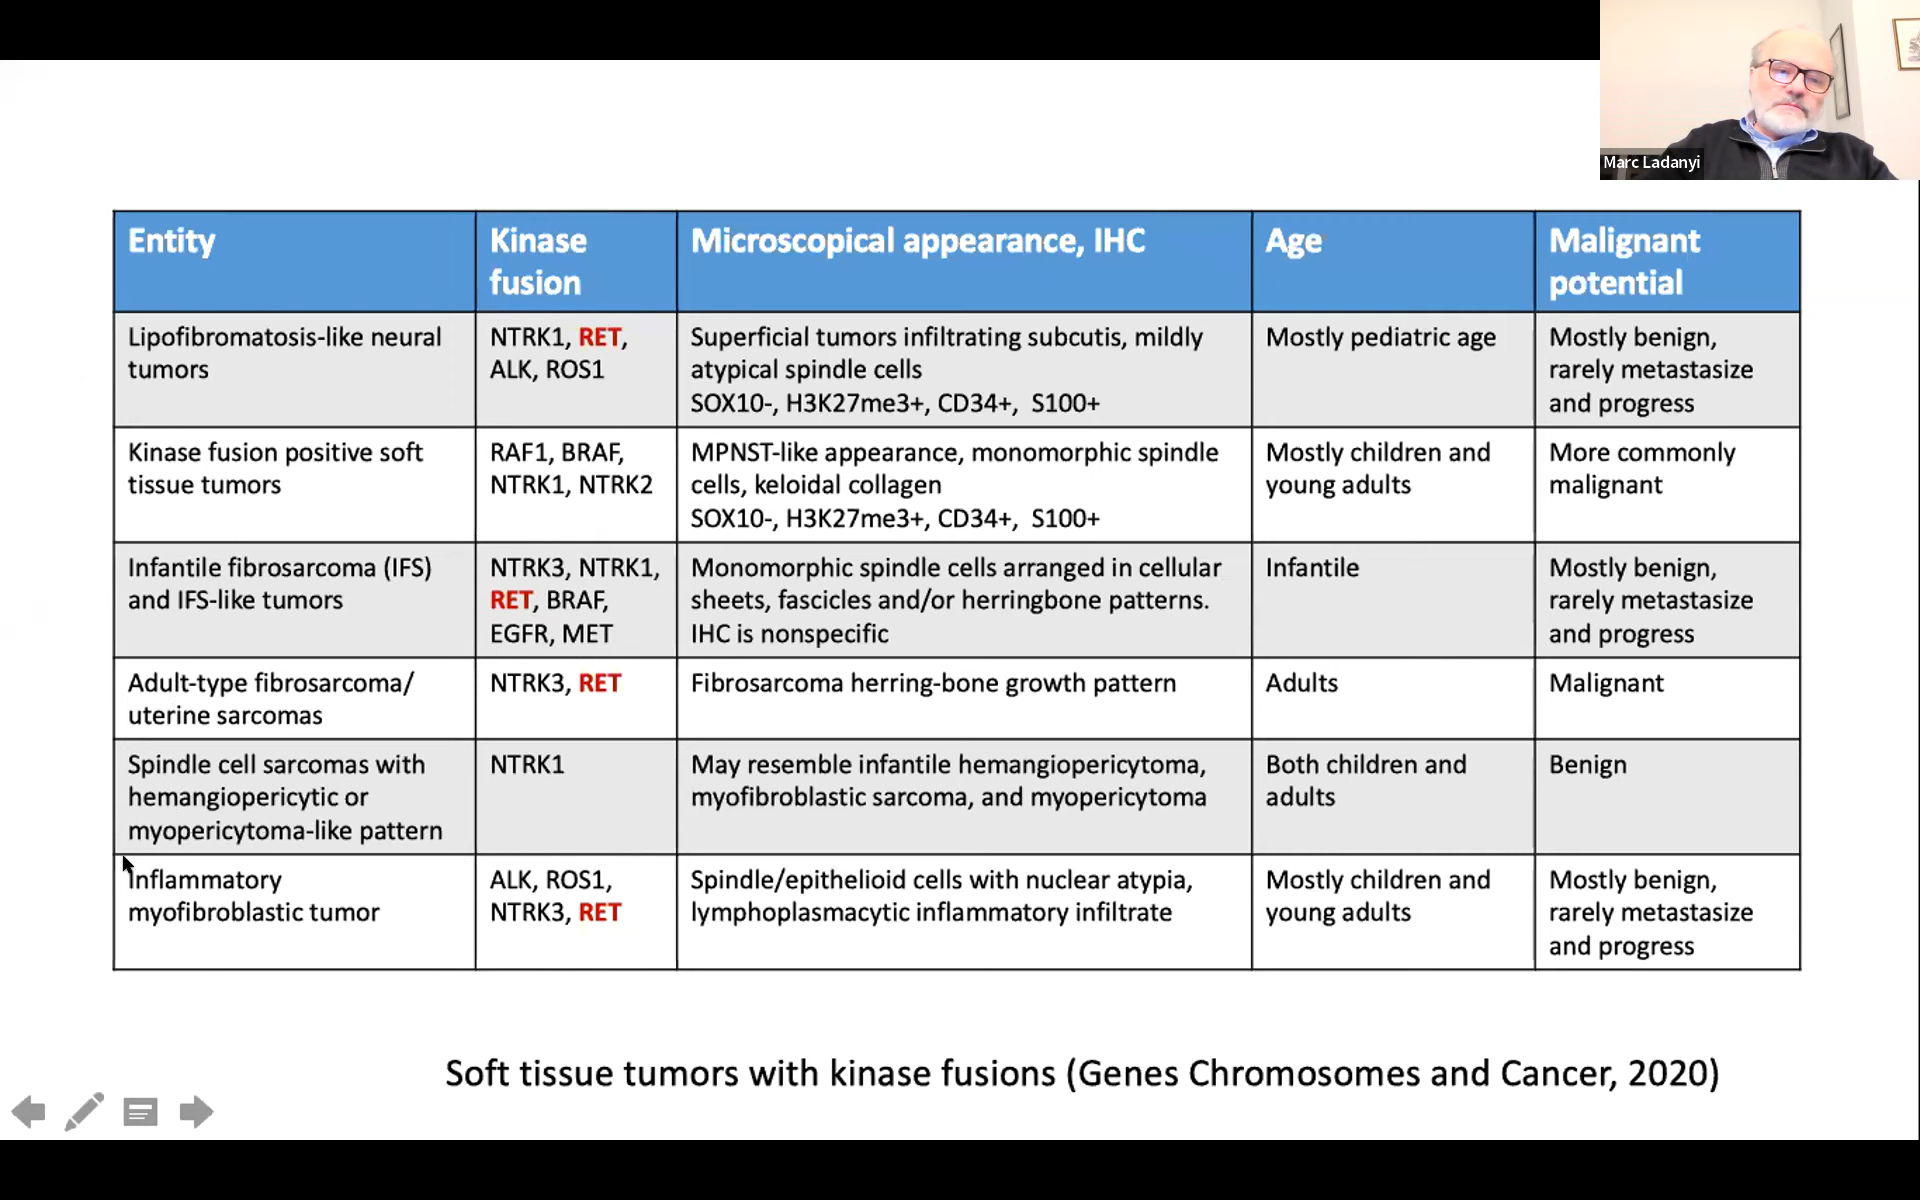 Marc Ladanyi
Entity
Kinase
fusion
Microscopical appearance, IHC
Age
Malignant
potential
Lipofibromatosis-like neural
tumors
NTRK1, RET,
ALK, ROS1
Superficial tumors infiltrating subcutis, mildly
atypical spindle cells
SOX10-, H3K27me3+, CD34+, S100+
Mostly pediatric age
Mostly benign,
rarely metastasize
and progress
Kinase fusion positive soft
tissue tumors
RAF1, BRAF,
NTRK1, NTRK2
MPNST-like appearance, monomorphic spindle
cells, keloidal collagen
SOX10-, H3K27me3+, CD34+, S100+
Mostly children and
young adults
More commonly
malignant
Infantile fibrosarcoma (IFS)
and IFS-like tumors
NTRK3, NTRK1,
RET, BRAF,
EGFR, MET
Monomorphic spindle cells arranged in cellular
sheets, fascicles and/or herringbone patterns.
IHC is nonspecific
Infantile
Mostly benign,
rarely metastasize
and progress
Adult-type fibrosarcoma/
uterine sarcomas
NTRK3, RET
Fibrosarcoma herring-bone growth pattern
Adults
Malignant
Spindle cell sarcomas with
hemangiopericytic or
myopericytoma-like pattern
NTRK1
May resemble infantile hemangiopericytoma,
myofibroblastic sarcoma, and myopericytoma
Both children and
adults
Benign
Inflammatory
myofibroblastic tumor
ALK, ROS1,
NTRK3, RET
Spindle/epithelioid cells with nuclear atypia,
lymphoplasmacytic inflammatory infiltrate
Mostly children and
young adults
Mostly benign,
rarely metastasize
and progress
Soft tissue tumors with kinase fusions (Genes Chromosomes and Cancer, 2020)